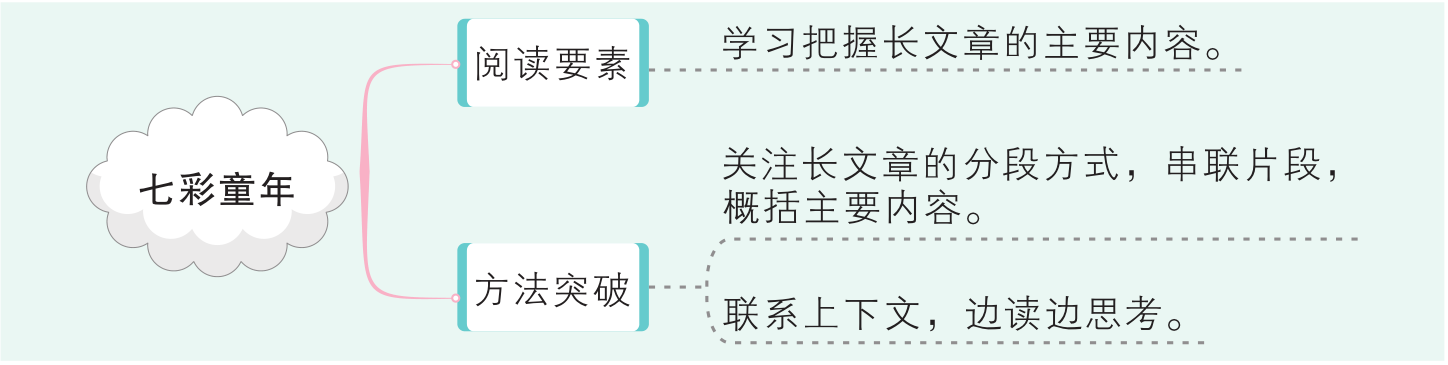 七彩童年
阅读要素
学习把握长文章的主要内容。
方法突破
关注长文章的分段方式，串联片段，
概括主要内容。
联系上下文，边读边思考。